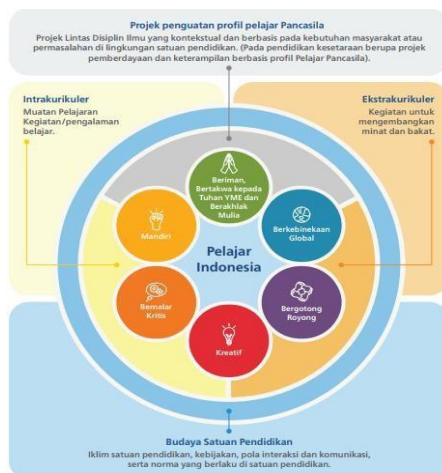 Projek penguatan profil pelajar Pancasila
Projek Lintas Disiplin Ilmu yang kontekstual dan berbasis pada kebutuhan masyarakat atau
permasalahan di lingkungan satuan pendidikan. (Pada pendidikan kesetaraan berupa projek
pemberdayaan dan keterampilan berbasis profil Pelajar Pancasila).
Intrakurikuler
Muatan Pelajaran
Kegiatan/pengalaman
belajar.
Ekstrakurikuler
Kegiatan untuk
mengembangkan
minat dan bakat.
Beriman,
Bertakwa kepada
Tuhan YME dan
Berakhlak
Mulia
Mandiri
Berkebinekaan
Global
Pelajar
Indonesia
Bernalar
Kritis
Bergotong
Royong
Kreatif
Budaya Satuan Pendidikan
Iklim satuan pendidikan, kebijakan, pola interaksi dan komunikasi,
serta norma yang berlaku di satuan pendidikan.